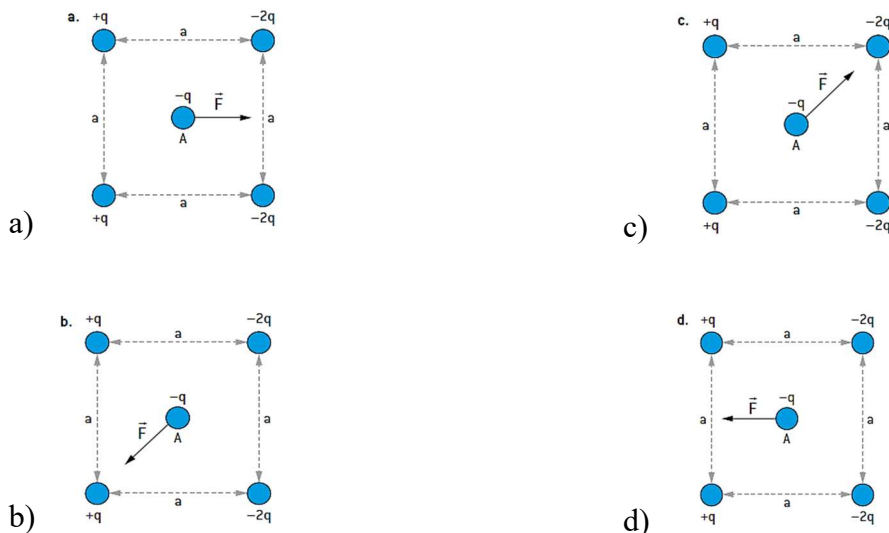 a. +q -2q
a
-q
a F⃗ a
A
a
+q -2q
a)
c. +q -2q
a
F⃗
-q
a a
A
a
+q -2q
c)
b. +q -2q
a
-q
a F⃗ a
A
a
+q -2q
b)
d. +q -2q
a
-q
a F⃗ a
A
a
+q -2q
d)